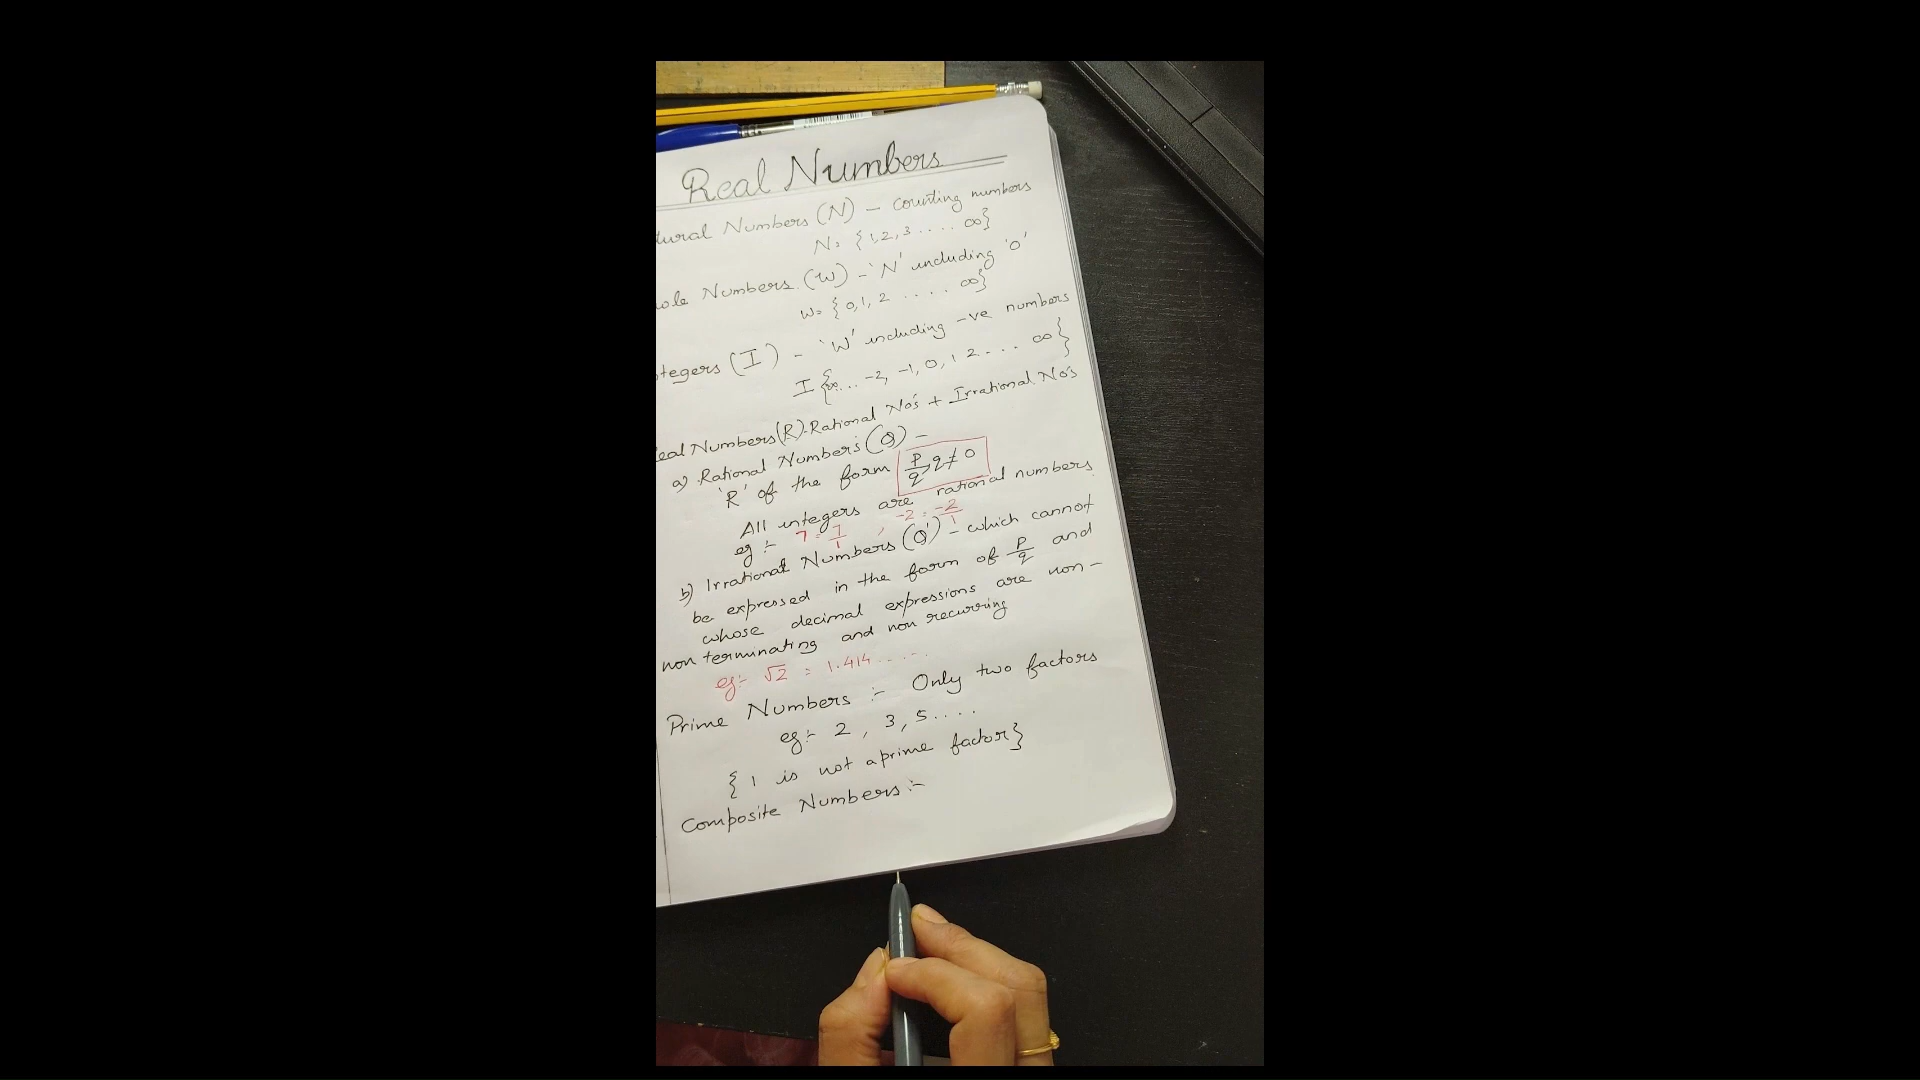 Real Numbers
tural Numbers (N) – Counting numbers
N = {1, 2, 3 .... ∞}
ole Numbers (W) – 'N' including '0'
W = {0, 1, 2 .... ∞}
tegers (I) – 'W' including -ve numbers
I {∞... -2, -1, 0, 1 2 ... ∞}
eal Numbers (R) - Rational No's + Irrational No's
a) Rational Numbers (Q) –
'R' of the form p/q, q ≠ 0
All integers are rational numbers
eg :- 7 = 7/1 , -2 = -2/1
b) Irrational Numbers (Q') – which cannot
be expressed in the form of P/q and
whose decimal expressions are non –
non terminating and non recurring
eg:- √2 = 1.414.....
Prime Numbers :- Only two factors
eg:- 2, 3, 5....
{1 is not a prime factor}
Composite Numbers :-